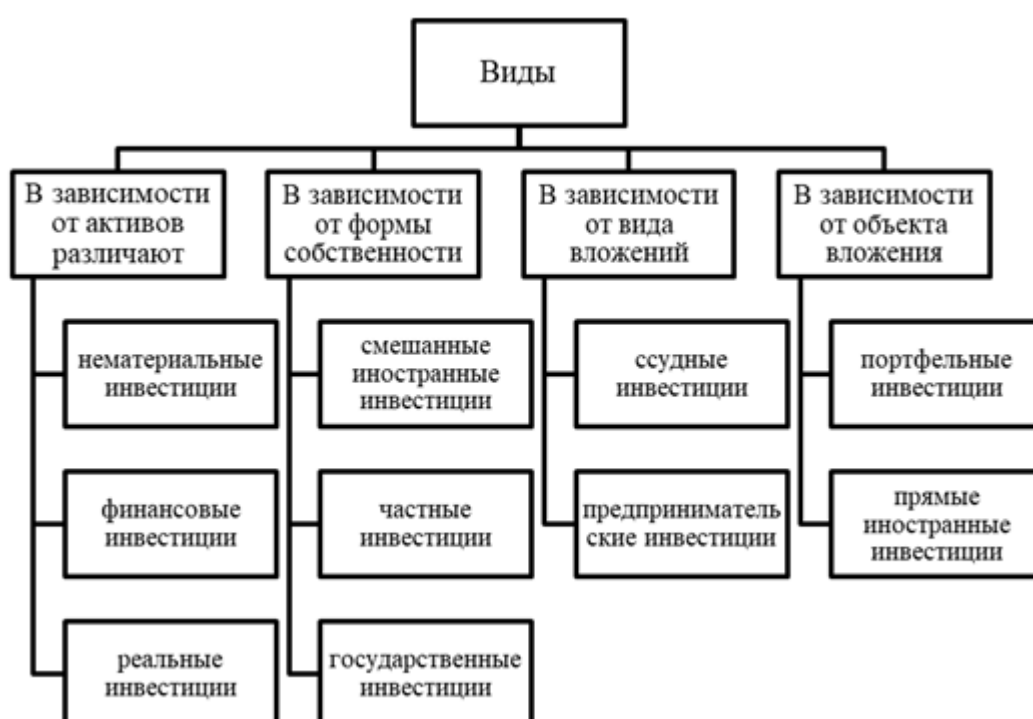 Виды
В зависимости
от активов
различают
В зависимости
от формы
собственности
В зависимости
от вида
вложений
В зависимости
от объекта
вложения
нематериальные
инвестиции
смешанные
иностранные
инвестиции
ссудные
инвестиции
портфельные
инвестиции
финансовые
инвестиции
частные
инвестиции
предприниматель
ские инвестиции
прямые
иностранные
инвестиции
реальные
инвестиции
государственные
инвестиции